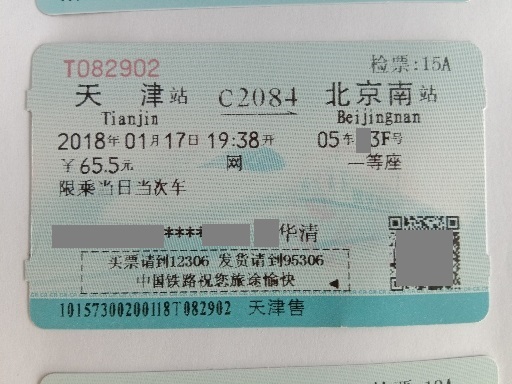 T082902 检票:15A
天津站 C2084 北京南站
Tianjin Beijingnan
2018年01月17日 19:38开 05车3F号
￥65.5元 网 一等座
限乘当日当次车
**** 华清
买票请到12306 发货请到95306
中国铁路祝您旅途愉快
10157300200118T082902 天津售